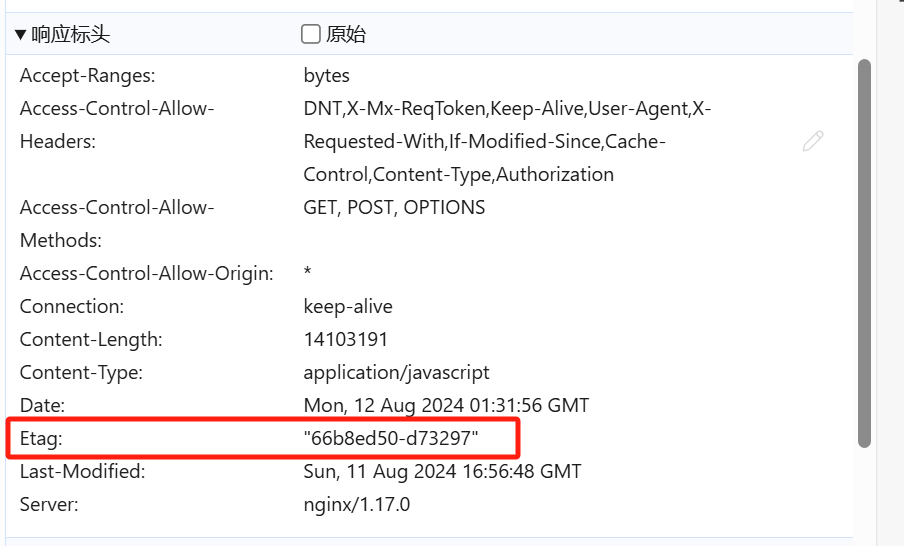 ▼ 响应标头 原始
Accept-Ranges: bytes
Access-Control-Allow- DNT,X-Mx-ReqToken,Keep-Alive,User-Agent,X-
Headers: Requested-With,If-Modified-Since,Cache-
Control,Content-Type,Authorization
Access-Control-Allow- GET, POST, OPTIONS
Methods:
Access-Control-Allow-Origin: *
Connection: keep-alive
Content-Length: 14103191
Content-Type: application/javascript
Date: Mon, 12 Aug 2024 01:31:56 GMT
Etag: "66b8ed50-d73297"
Last-Modified: Sun, 11 Aug 2024 16:56:48 GMT
Server: nginx/1.17.0